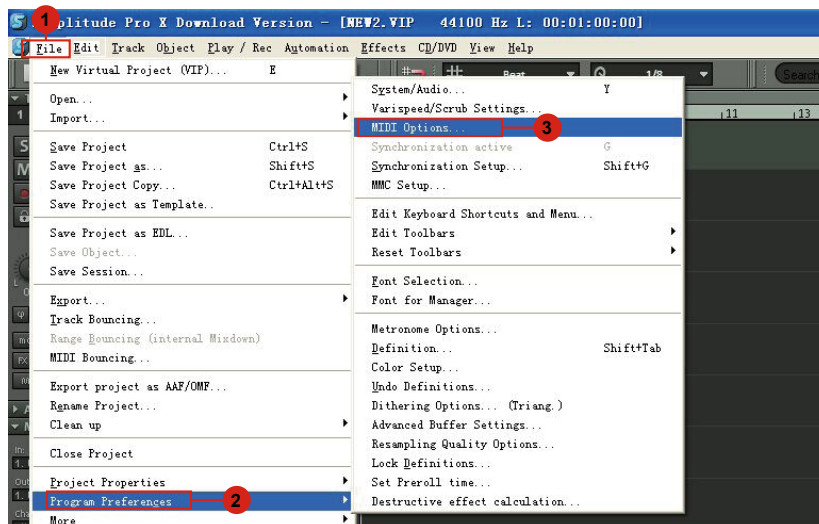 1
plitude Pro X Download Version - [NEW2.VIP 44100 Hz L: 00:01:00:00]
File Edit Track Object Play / Rec Automation Effects CD/DVD View Help
New Virtual Project (VIP)... E
Open...
Import...
Save Project Ctrl+S
Save Project as... Shift+S
Save Project Copy... Ctrl+Alt+S
Save Project as Template..
Save Project as EDL...
Save Object...
Save Session...
Export...
Track Bouncing...
Range Bouncing (internal Mixdown)
MIDI Bouncing...
Export project as AAF/OMF...
Rename Project...
Clean up
Close Project
Project Properties
Program Preferences 2
More
Beat 1/8 Search
11 13
System/Audio... Y
Varispeed/Scrub Settings...
MIDI Options... 3
Synchronization active G
Synchronization Setup... Shift+G
MMC Setup...
Edit Keyboard Shortcuts and Menu...
Edit Toolbars
Reset Toolbars
Font Selection...
Font for Manager...
Metronome Options...
Definition... Shift+Tab
Color Setup...
Undo Definitions...
Dithering Options... (Triang.)
Advanced Buffer Settings...
Resampling Quality Options...
Lock Definitions...
Set Preroll time...
Destructive effect calculation...